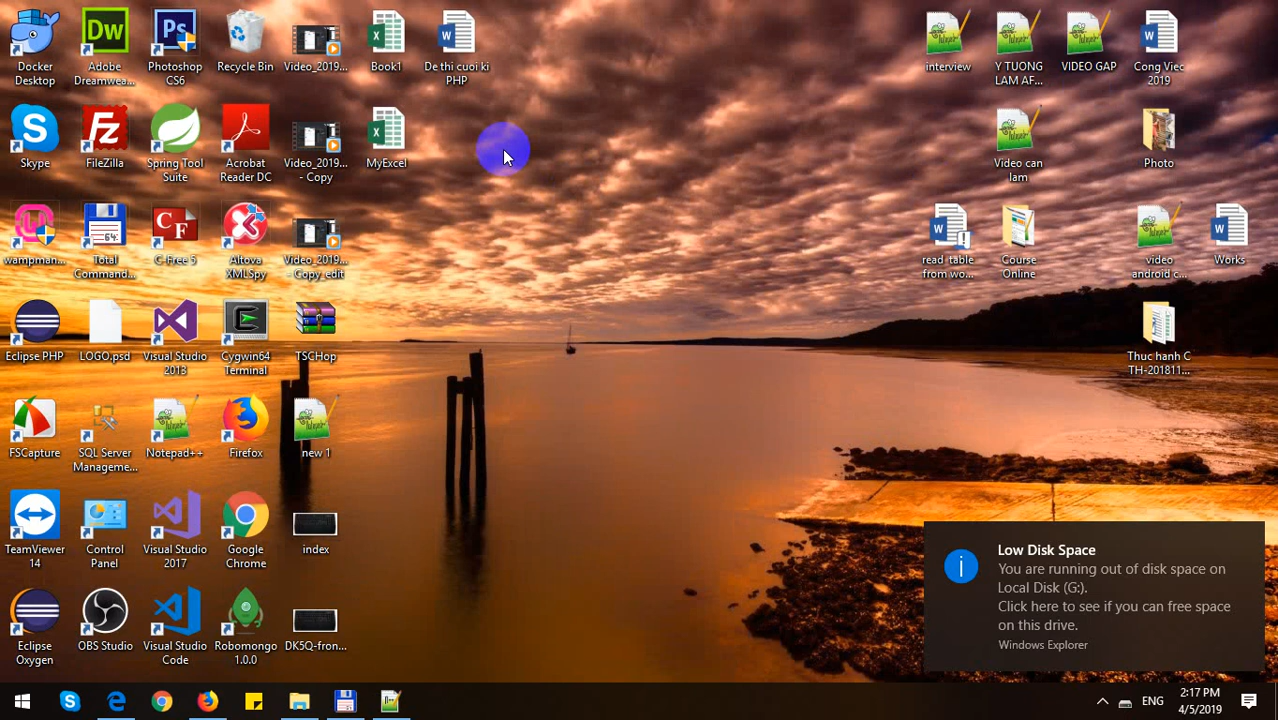 Docker
Desktop
Adobe
Dreamwea...
Photoshop
CS6
Recycle Bin
Video_2019...
Book1
De thi cuoi ki
PHP
interview
Y TUONG
LAM AF...
VIDEO GAP
Cong Viec
2019
Skype
FileZilla
Spring Tool
Suite
Acrobat
Reader DC
Video_2019...
- Copy
MyExcel
Video can
lam
Photo
wampman...
Total
Comman​d...
C-Free 5
Altova
XMLSpy
Video_2019...
- Copy_edit
read_table
from wo...
Course
Online
video
android c...
Works
Eclipse PHP
LOGO.psd
Visual Studio
2013
Cygwin64
Terminal
TSCHop
Thuc hanh C
TH-201811...
FSCapture
SQL Server
Manageme...
Notepad++
Firefox
new 1
TeamViewer
14
Control
Panel
Visual Studio
2017
Google
Chrome
index
Low Disk Space
You are running out of disk space on
Local Disk (G:).
Click here to see if you can free space
on this drive.
Windows Explorer
Eclipse
Oxygen
OBS Studio
Visual Studio
Code
Robomongo
1.0.0
DK5Q-fron...
ENG
2:17 PM
4/5/2019